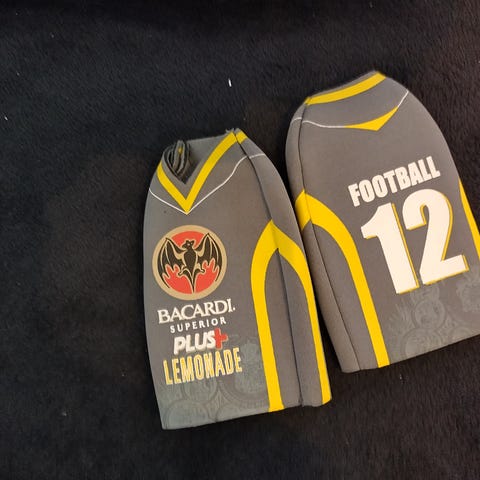 BACARDI.
SUPERIOR
PLUS+
LEMONADE
FOOTBALL
12